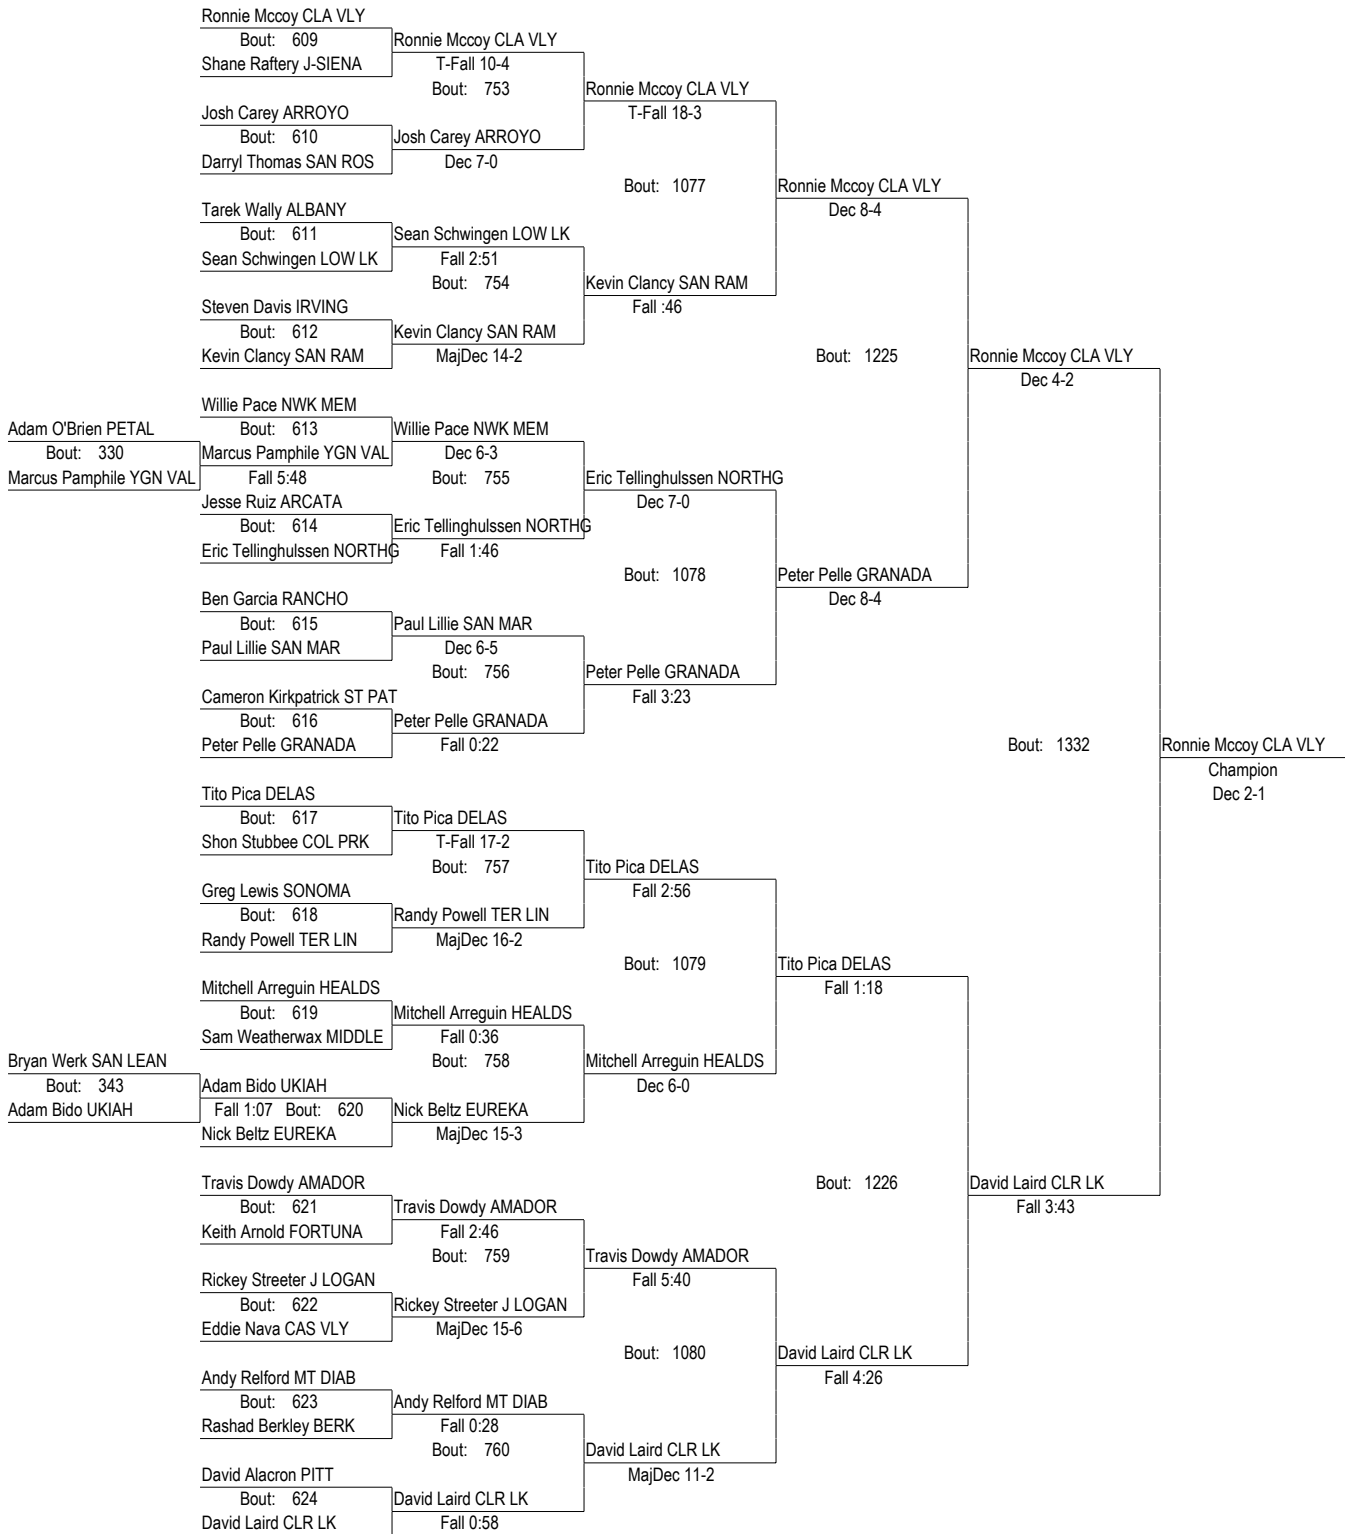 Ronnie Mccoy CLA VLY
Bout: 609 Ronnie Mccoy CLA VLY
Shane Raftery J-SIENA T-Fall 10-4
Bout: 753 Ronnie Mccoy CLA VLY
Josh Carey ARROYO T-Fall 18-3
Bout: 610 Josh Carey ARROYO
Darryl Thomas SAN ROS Dec 7-0
Bout: 1077 Ronnie Mccoy CLA VLY
Tarek Wally ALBANY Dec 8-4
Bout: 611 Sean Schwingen LOW LK
Sean Schwingen LOW LK Fall 2:51
Bout: 754 Kevin Clancy SAN RAM
Steven Davis IRVING Fall :46
Bout: 612 Kevin Clancy SAN RAM
Kevin Clancy SAN RAM MajDec 14-2 Bout: 1225 Ronnie Mccoy CLA VLY
Dec 4-2
Willie Pace NWK MEM
Adam O'Brien PETAL Bout: 613 Willie Pace NWK MEM
Bout: 330 Marcus Pamphile YGN VAL Dec 6-3
Marcus Pamphile YGN VAL Fall 5:48 Bout: 755 Eric Tellinghulssen NORTHG
Jesse Ruiz ARCATA Dec 7-0
Bout: 614 Eric Tellinghulssen NORTHG
Eric Tellinghulssen NORTHG Fall 1:46
Bout: 1078 Peter Pelle GRANADA
Ben Garcia RANCHO Dec 8-4
Bout: 615 Paul Lillie SAN MAR
Paul Lillie SAN MAR Dec 6-5
Bout: 756 Peter Pelle GRANADA
Cameron Kirkpatrick ST PAT Fall 3:23
Bout: 616 Peter Pelle GRANADA
Peter Pelle GRANADA Fall 0:22 Bout: 1332 Ronnie Mccoy CLA VLY
Champion
Tito Pica DELAS Dec 2-1
Bout: 617 Tito Pica DELAS
Shon Stubbee COL PRK T-Fall 17-2
Bout: 757 Tito Pica DELAS
Greg Lewis SONOMA Fall 2:56
Bout: 618 Randy Powell TER LIN
Randy Powell TER LIN MajDec 16-2
Bout: 1079 Tito Pica DELAS
Mitchell Arreguin HEALDS Fall 1:18
Bout: 619 Mitchell Arreguin HEALDS
Sam Weatherwax MIDDLE Fall 0:36
Bryan Werk SAN LEAN Bout: 758 Mitchell Arreguin HEALDS
Bout: 343 Adam Bido UKIAH Dec 6-0
Adam Bido UKIAH Fall 1:07 Bout: 620 Nick Beltz EUREKA
Nick Beltz EUREKA MajDec 15-3
Travis Dowdy AMADOR Bout: 1226 David Laird CLR LK
Bout: 621 Travis Dowdy AMADOR Fall 3:43
Keith Arnold FORTUNA Fall 2:46
Bout: 759 Travis Dowdy AMADOR
Rickey Streeter J LOGAN Fall 5:40
Bout: 622 Rickey Streeter J LOGAN
Eddie Nava CAS VLY MajDec 15-6
Bout: 1080 David Laird CLR LK
Andy Relford MT DIAB Fall 4:26
Bout: 623 Andy Relford MT DIAB
Rashad Berkley BERK Fall 0:28
Bout: 760 David Laird CLR LK
David Alacron PITT MajDec 11-2
Bout: 624 David Laird CLR LK
David Laird CLR LK Fall 0:58